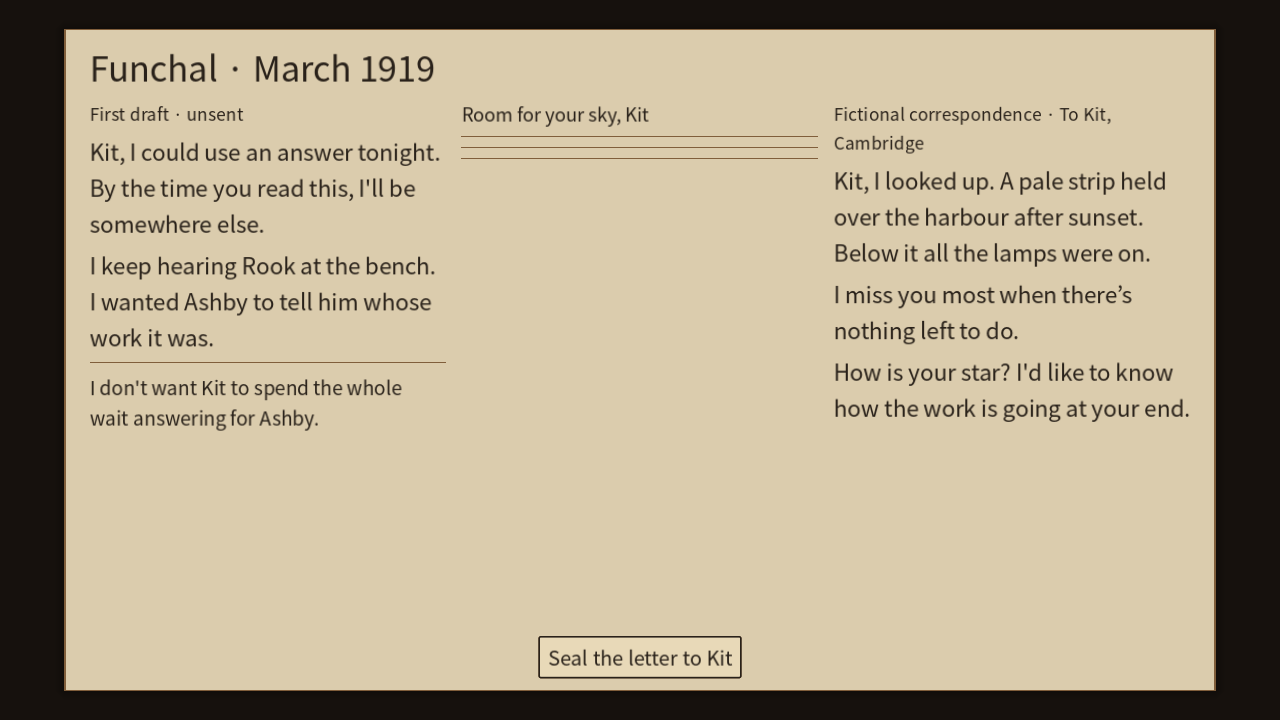 Funchal · March 1919
First draft · unsent
Kit, I could use an answer tonight.
By the time you read this, I'll be
somewhere else.
I keep hearing Rook at the bench.
I wanted Ashby to tell him whose
work it was.
I don't want Kit to spend the whole
wait answering for Ashby.
Room for your sky, Kit
Fictional correspondence · To Kit,
Cambridge
Kit, I looked up. A pale strip held
over the harbour after sunset.
Below it all the lamps were on.
I miss you most when there’s
nothing left to do.
How is your star? I'd like to know
how the work is going at your end.
Seal the letter to Kit